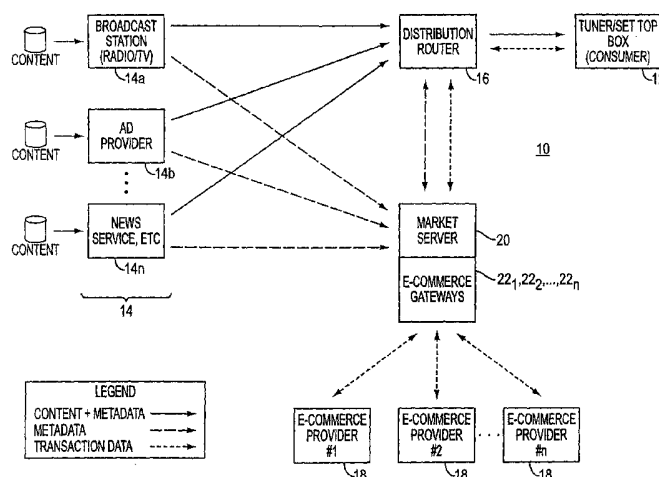 BROADCAST
STATION
(RADIO/TV)
CONTENT
14a
DISTRIBUTION
ROUTER
16
TUNER/SET TOP
BOX
(CONSUMER)
AD
PROVIDER
CONTENT
14b
10
NEWS
SERVICE, ETC
CONTENT
14n
14
MARKET
SERVER
20
E-COMMERCE
GATEWAYS
22₁,22₂,...,22ₙ
LEGEND
CONTENT + METADATA
METADATA
TRANSACTION DATA
E-COMMERCE
PROVIDER
#1
18
E-COMMERCE
PROVIDER
#2
18
E-COMMERCE
PROVIDER
#n
18